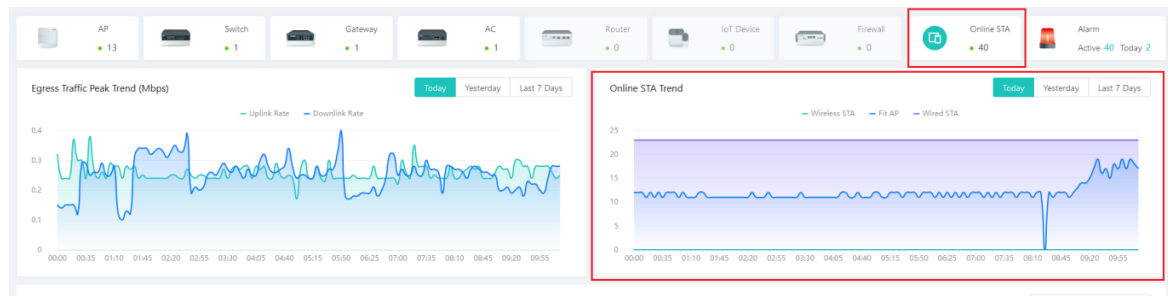 AP
13
Switch
1
Gateway
1
AC
1
Router
0
IoT Device
0
Firewall
0
Online STA
40
Alarm
Active 40 Today 2
Egress Traffic Peak Trend (Mbps)
Today Yesterday Last 7 Days
Uplink Rate Downlink Rate
0.4
0.3
0.2
0.1
0
00:00 00:35 01:10 01:45 02:20 02:55 03:30 04:05 04:40 05:15 05:50 06:25 07:00 07:35 08:10 08:45 09:20 09:55
Online STA Trend
Today Yesterday Last 7 Days
Wireless STA Fit AP Wired STA
25
20
15
10
5
0
00:00 00:35 01:10 01:45 02:20 02:55 03:30 04:05 04:40 05:15 05:50 06:25 07:00 07:35 08:10 08:45 09:20 09:55